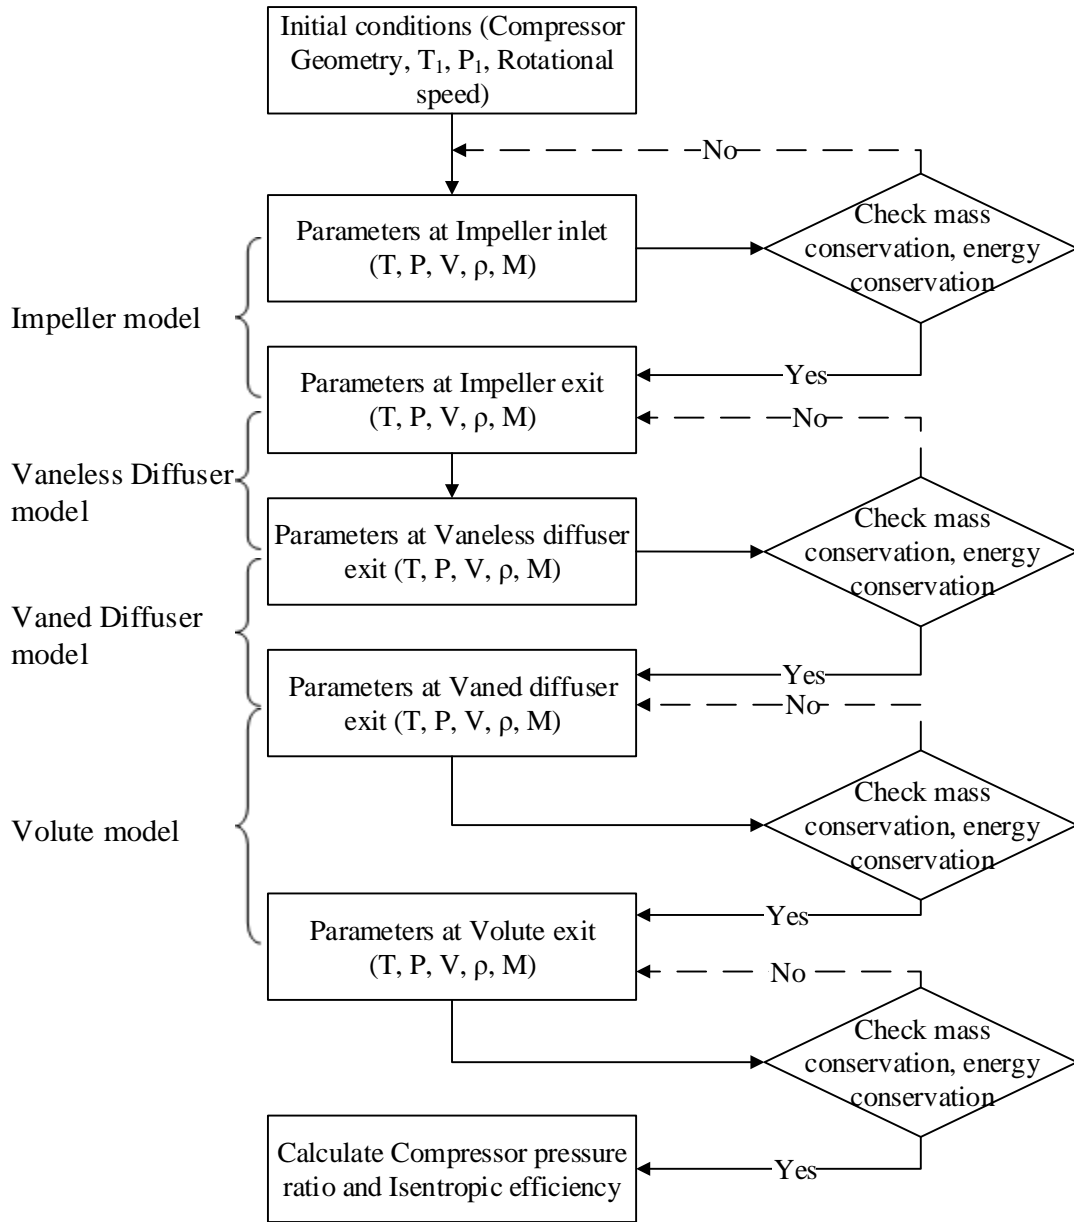 Initial conditions (Compressor
Geometry, T₁, P₁, Rotational
speed)
No
Parameters at Impeller inlet
(T, P, V, ρ, M)
Check mass
conservation, energy
conservation
Impeller model
Parameters at Impeller exit
(T, P, V, ρ, M)
Yes
No
Vaneless Diffuser
model
Parameters at Vaneless diffuser
exit (T, P, V, ρ, M)
Check mass
conservation, energy
conservation
Vaned Diffuser
model
Parameters at Vaned diffuser
exit (T, P, V, ρ, M)
Yes
No
Volute model
Check mass
conservation, energy
conservation
Parameters at Volute exit
(T, P, V, ρ, M)
Yes
No
Check mass
conservation, energy
conservation
Calculate Compressor pressure
ratio and Isentropic efficiency
Yes